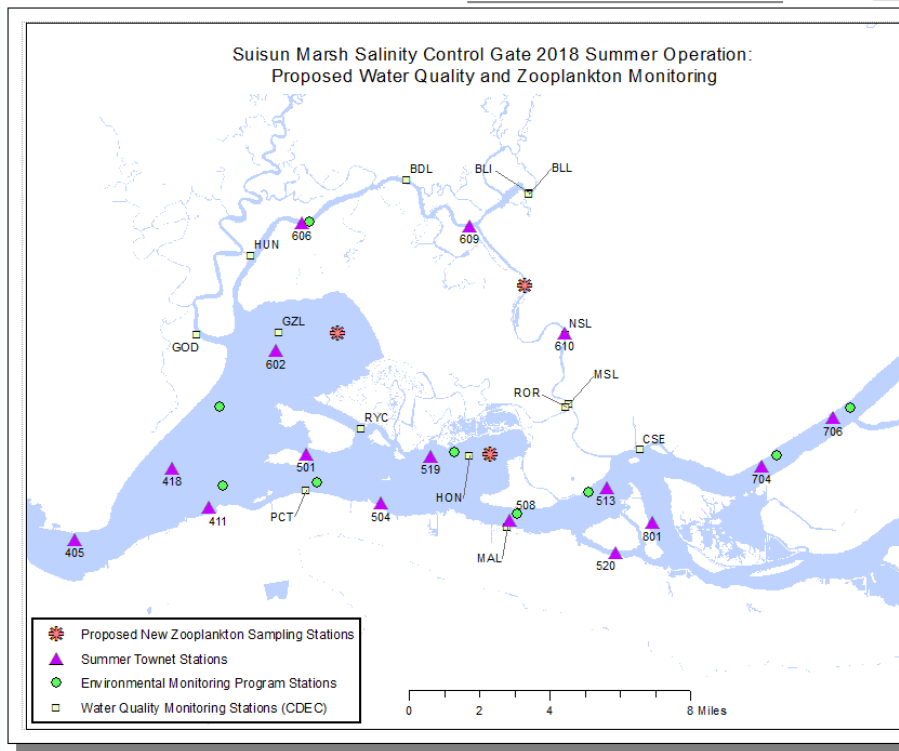 Suisun Marsh Salinity Control Gate 2018 Summer Operation:
Proposed Water Quality and Zooplankton Monitoring
BDL
BLI
BLL
606
609
HUN
GZL
NSL
GOD
602
610
MSL
ROR
RYC
CSE
706
501
519
418
HON
704
513
411
PCT
504
508
801
405
MAL
520
Proposed New Zooplankton Sampling Stations
Summer Townet Stations
Environmental Monitoring Program Stations
Water Quality Monitoring Stations (CDEC)
0 2 4 8 Miles